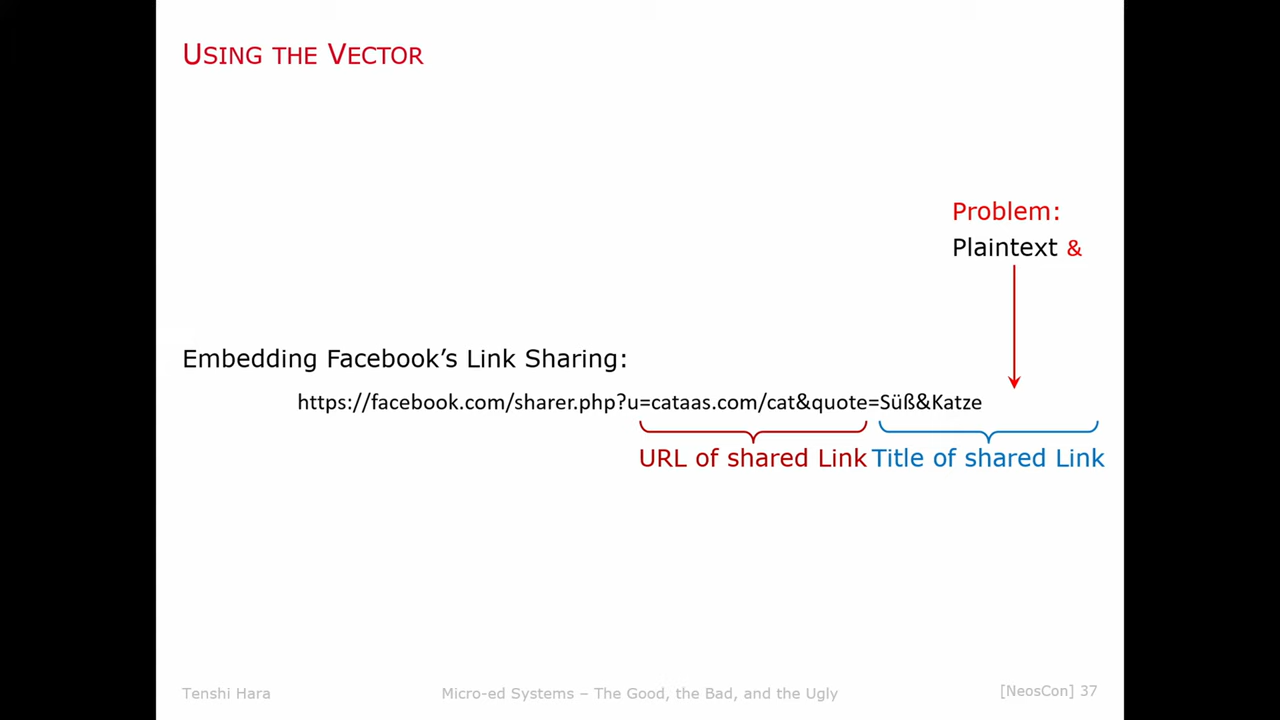 USING THE VECTOR
Problem:
Plaintext &
Embedding Facebook’s Link Sharing:
https://facebook.com/sharer.php?u=cataas.com/cat&quote=Süß&Katze
URL of shared Link Title of shared Link
Tenshi Hara Micro-ed Systems – The Good, the Bad, and the Ugly [NeosCon] 37